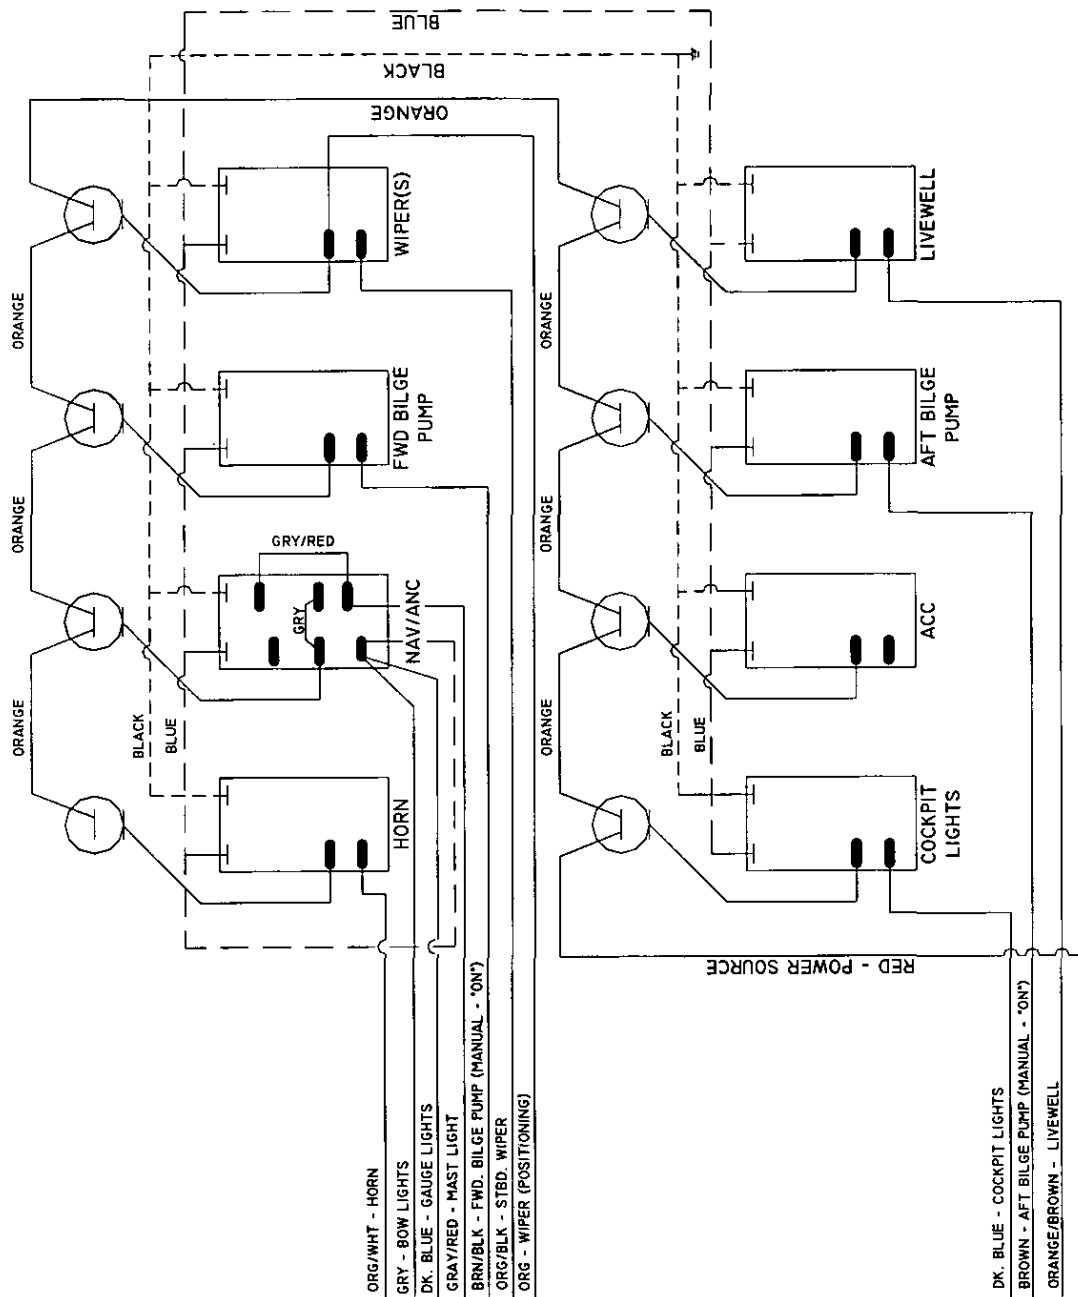 BLUE
BLACK
ORANGE
WIPER(S)
LIVEWELL
ORANGE
ORANGE
FWD BILGE
PUMP
AFT BILGE
PUMP
ORANGE
ORANGE
GRY/RED
GRY
NAV/ANC
ACC
ORANGE
BLACK
BLUE
ORANGE
BLACK
BLUE
HORN
COCKPIT
LIGHTS
RED - POWER SOURCE
ORG/WHT - HORN
GRY - BOW LIGHTS
DK. BLUE - GAUGE LIGHTS
GRAY/RED - MAST LIGHT
BRN/BLK - FWD. BILGE PUMP (MANUAL - "ON")
ORG/BLK - STBD. WIPER
ORG - WIPER (POSITIONING)
DK. BLUE - COCKPIT LIGHTS
BROWN - AFT BILGE PUMP (MANUAL - "ON")
ORANGE/BROWN - LIVEWELL